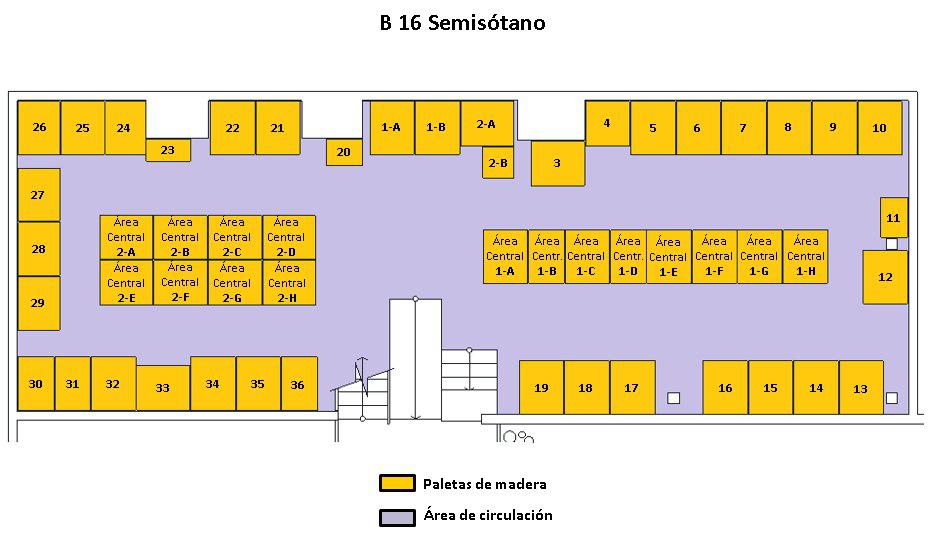 B 16 Semisótano
26
25
24
23
22
21
20
1-A
1-B
2-A
2-B
3
4
5
6
7
8
9
10
27
28
29
11
12
Área
Central
2-A
Área
Central
2-B
Área
Central
2-C
Área
Central
2-D
Área
Central
2-E
Área
Central
2-F
Área
Central
2-G
Área
Central
2-H
Área
Central
1-A
Área
Centr.
1-B
Área
Central
1-C
Área
Centr.
1-D
Área
Central
1-E
Área
Central
1-F
Área
Central
1-G
Área
Central
1-H
30
31
32
33
34
35
36
19
18
17
16
15
14
13
Paletas de madera
Área de circulación